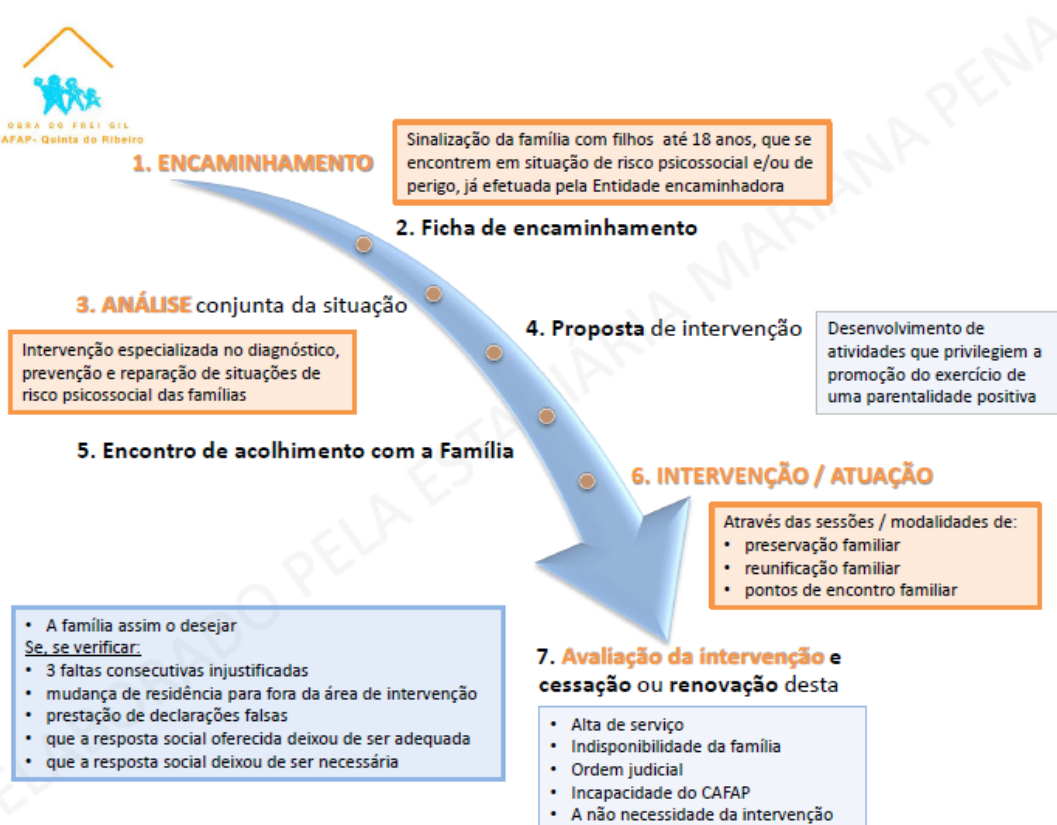 OBRA DO FREI GIL
AFAP- Quinta do Ribeiro
1. ENCAMINHAMENTO
Sinalização da família com filhos até 18 anos, que se
encontrem em situação de risco psicossocial e/ou de
perigo, já efetuada pela Entidade encaminhadora
2. Ficha de encaminhamento
3. ANÁLISE conjunta da situação
Intervenção especializada no diagnóstico,
prevenção e reparação de situações de
risco psicossocial das famílias
4. Proposta de intervenção
Desenvolvimento de
atividades que privilegiem a
promoção do exercício de
uma parentalidade positiva
5. Encontro de acolhimento com a Família
6. INTERVENÇÃO / ATUAÇÃO
Através das sessões / modalidades de:
• preservação familiar
• reunificação familiar
• pontos de encontro familiar
• A família assim o desejar
Se, se verificar:
• 3 faltas consecutivas injustificadas
• mudança de residência para fora da área de intervenção
• prestação de declarações falsas
• que a resposta social oferecida deixou de ser adequada
• que a resposta social deixou de ser necessária
7. Avaliação da intervenção e
cessação ou renovação desta
• Alta de serviço
• Indisponibilidade da família
• Ordem judicial
• Incapacidade do CAFAP
• A não necessidade da intervenção
PELA ESTAGIÁRIA MARIANA PENA